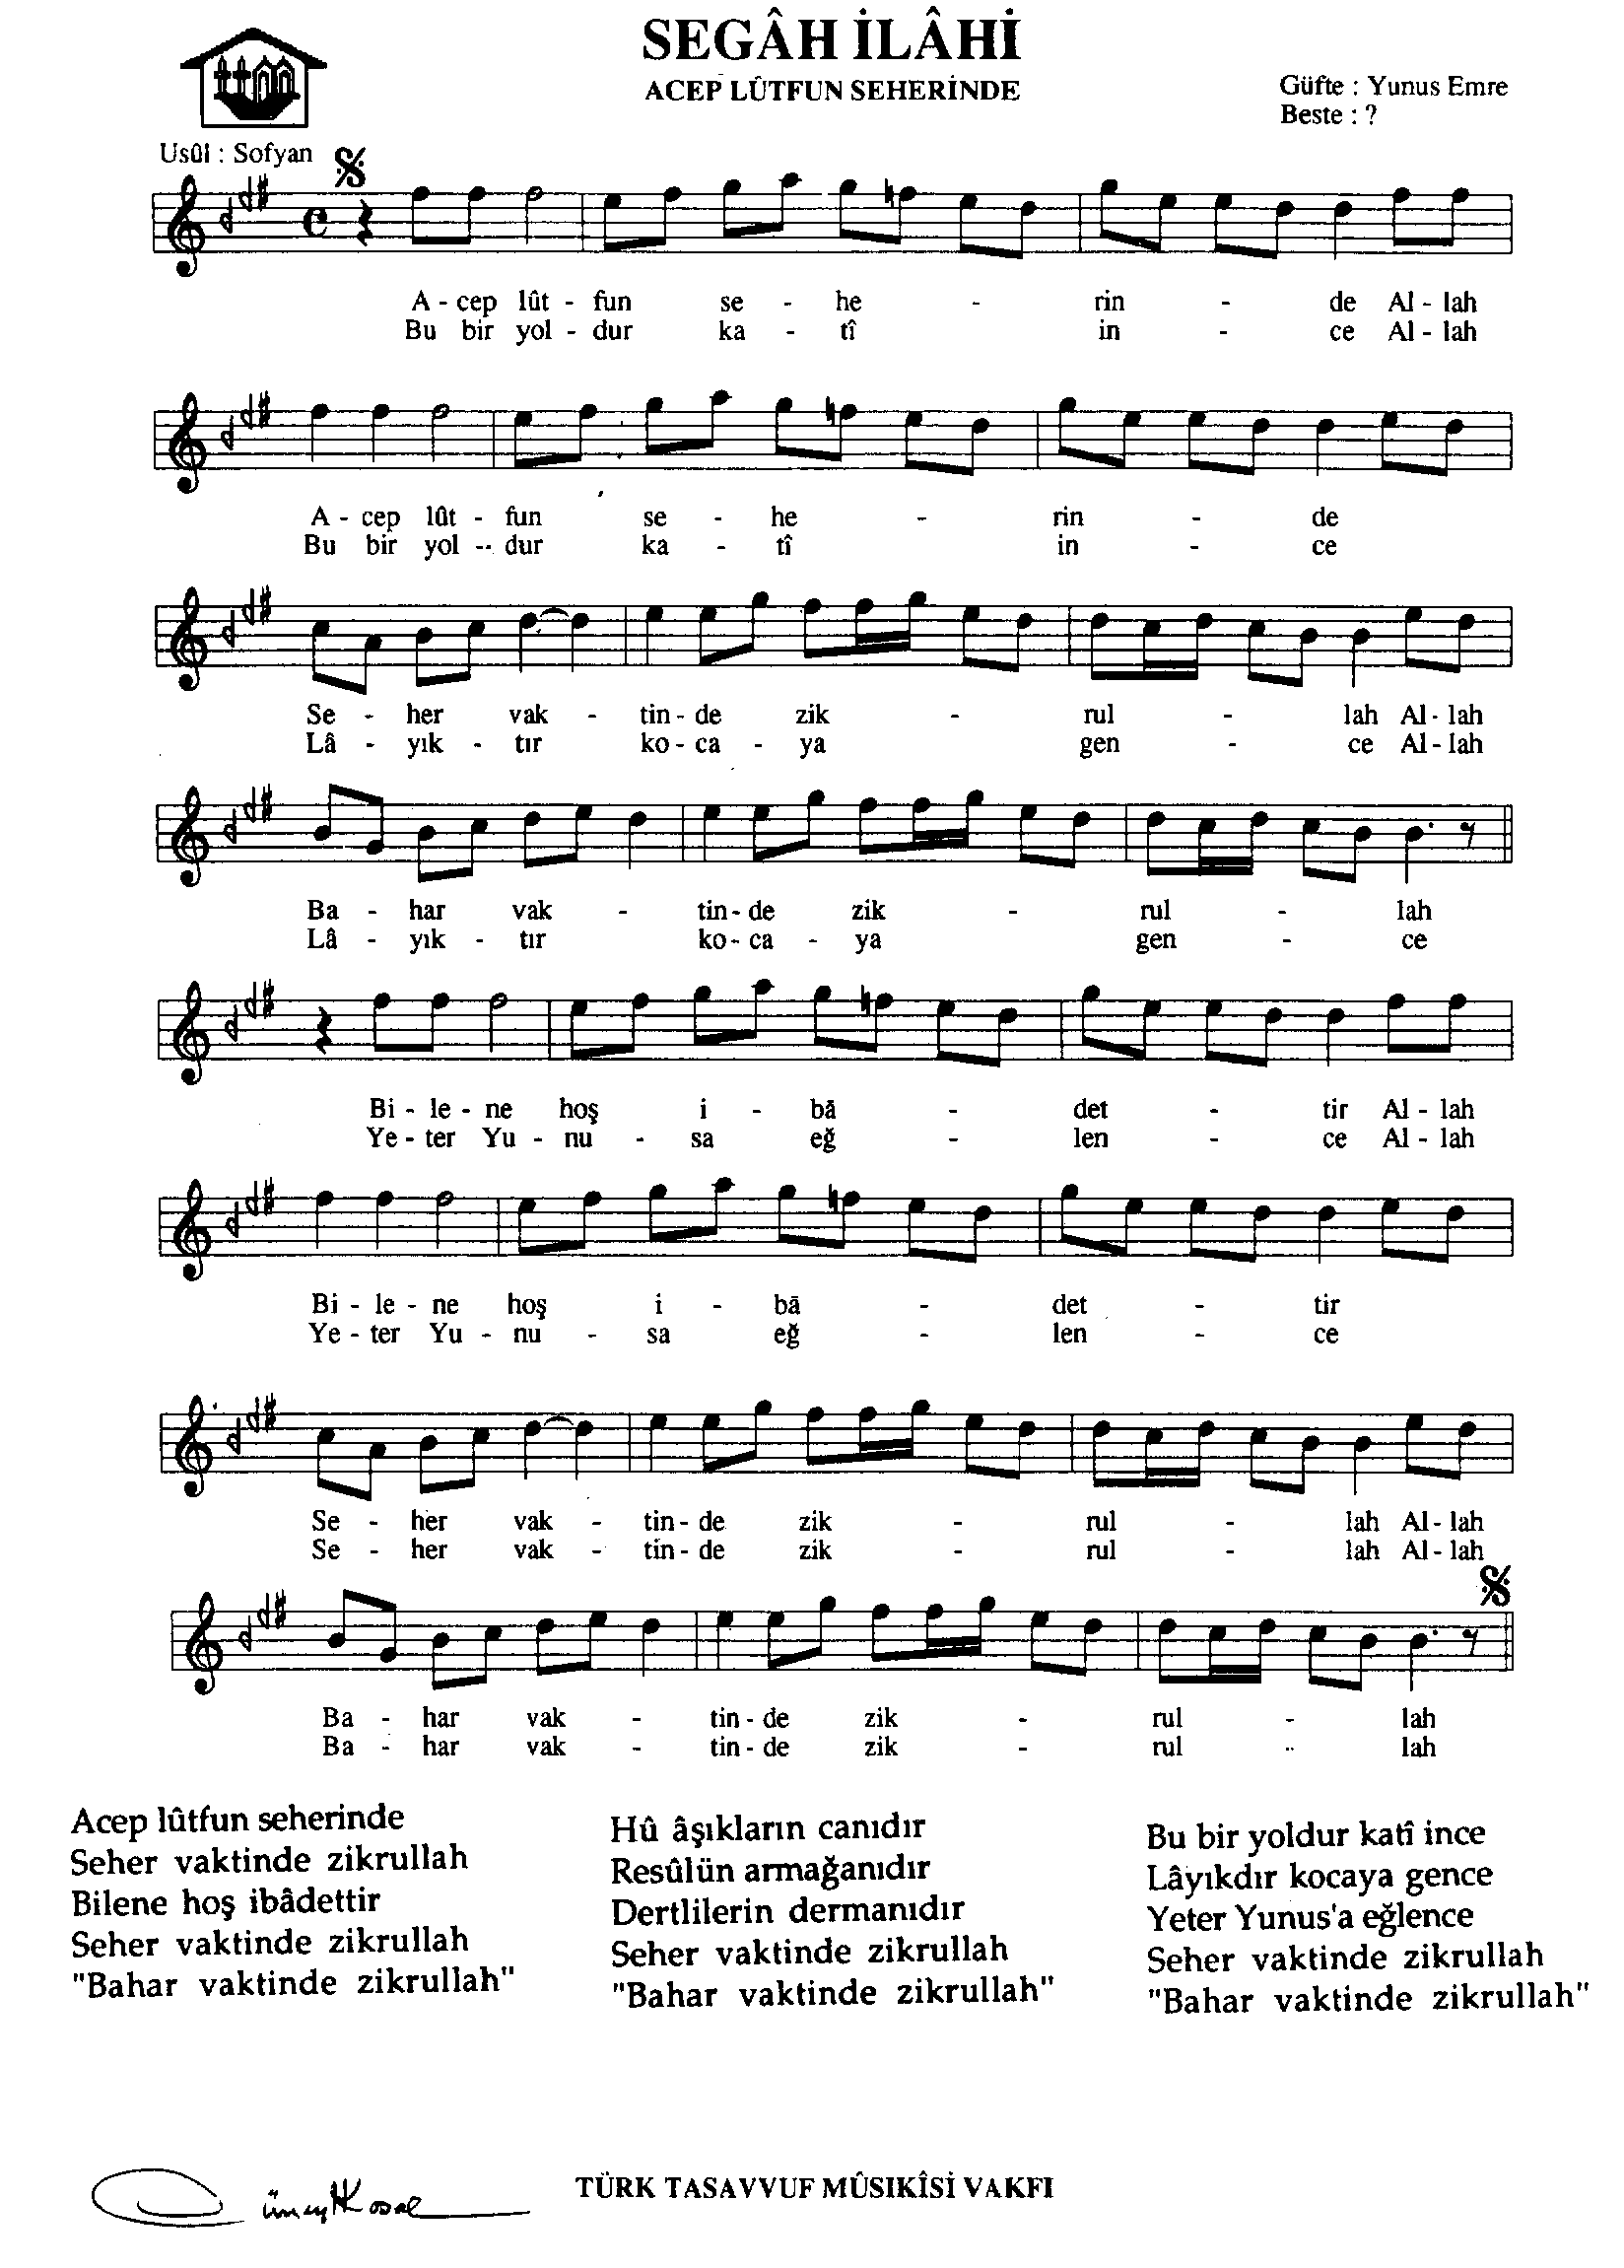 SEGÂH İLÂHİ
ACEP LÛTFUN SEHERİNDE
Güfte : Yunus Emre
Beste : ?
Usûl : Sofyan
A - cep lût - fun se - he - rin - de Al - lah
Bu bir yol - dur ka - tî in - ce Al - lah
A - cep lût - fun se - he - rin - de
Bu bir yol - dur ka - tî in - ce
Se - her vak - tin - de zik - rul - lah Al - lah
Lâ - yık - tır ko - ca - ya gen - ce Al - lah
Ba - har vak - tin - de zik - rul - lah
Lâ - yık - tır ko - ca - ya gen - ce
Bi - le - ne hoş i - bā - det - tir Al - lah
Ye - ter Yu - nu - sa eğ - len - ce Al - lah
Bi - le - ne hoş i - bā - det - tir
Ye - ter Yu - nu - sa eğ - len - ce
Se - her vak - tin - de zik - rul - lah Al - lah
Se - her vak - tin - de zik - rul - lah Al - lah
Ba - har vak - tin - de zik - rul - lah
Ba - har vak - tin - de zik - rul - lah
Acep lûtfun seherinde
Seher vaktinde zikrullah
Bilene hoş ibâdettir
Seher vaktinde zikrullah
"Bahar vaktinde zikrullah"
Hû âşıkların canıdır
Resûlün armağanıdır
Dertlilerin dermanıdır
Seher vaktinde zikrullah
"Bahar vaktinde zikrullah"
Bu bir yoldur katî ince
Lâyıkdır kocaya gence
Yeter Yunus'a eğlence
Seher vaktinde zikrullah
"Bahar vaktinde zikrullah"
TÜRK TASAVVUF MÛSIKÎSİ VAKFI